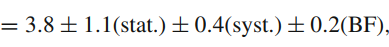 = 3.8 ± 1.1(stat.) ± 0.4(syst.) ± 0.2(BF),